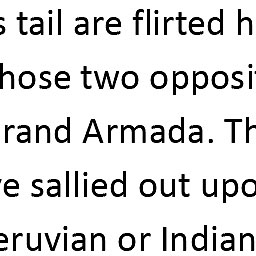 s tail are flirted h
hose two opposit
rand Armada. Th
e sallied out upo
eruvian or Indian